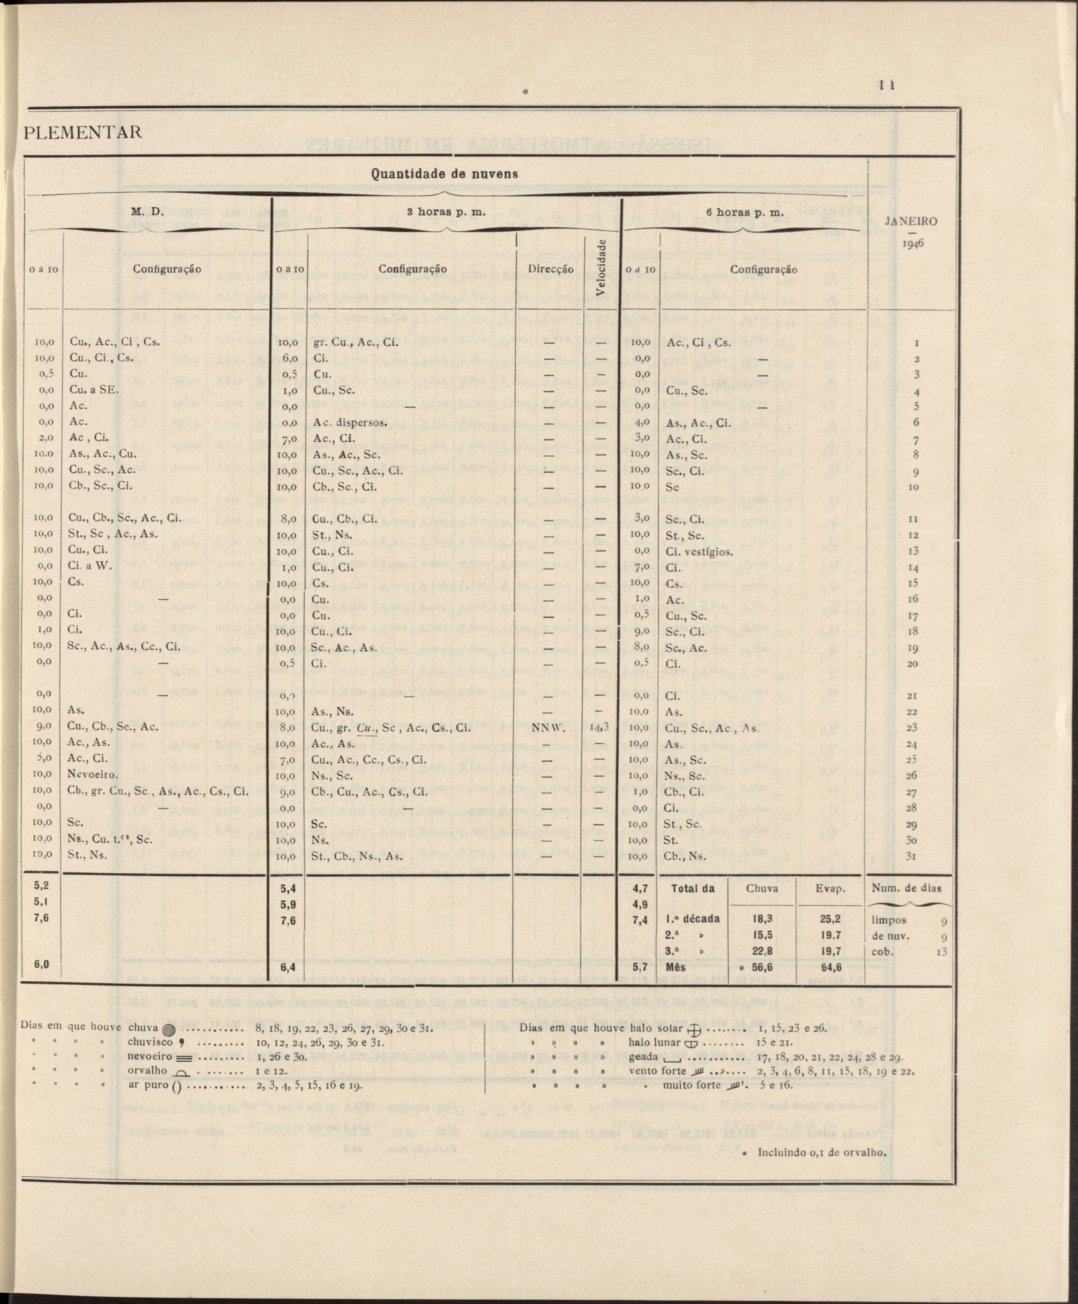 11
PLEMENTAR
Quantidade de nuvens
M. D. 3 horas p. m. 6 horas p. m. JANEIRO
—
1946
0 a 10 Configuração 0 a 10 Configuração Direcção Velocidade 0 a 10 Configuração
10,0 Cu., Ac., Ci , Cs. 10,0 gr. Cu., Ac., Ci. — — 10,0 Ac., Ci , Cs. 1
10,0 Cu., Ci., Cs. 6,0 Ci. — — 0,0 — 2
0,5 Cu. 0,5 Cu. — — 0,0 — 3
0,0 Cu. a SE. 1,0 Cu., Sc. — — 0,0 Cu., Sc. 4
0,0 Ac. 0,0 — — — 0,0 — 5
0,0 Ac. 0,0 Ac. dispersos. — — 4,0 As., Ac., Ci. 6
2,0 Ac , Ci. 7,0 Ac., Ci. — — 3,0 Ac., Ci. 7
10.0 As., Ac., Cu. 10,0 As., Ac., Sc. — — 10,0 As., Sc. 8
10,0 Cu., Sc., Ac. 10,0 Cu., Sc., Ac., Ci. — — 10,0 Sc., Ci. 9
10,0 Cb., Sc., Ci. 10,0 Cb., Sc., Ci. — — 10 0 Sc 10
10,0 Cu., Cb., Sc., Ac., Ci. 8,0 Cu., Cb., Ci. — — 3,0 Sc., Ci. 11
10,0 St., Sc , Ac., As. 10,0 St., Ns. — — 10,0 St., Sc. 12
10,0 Cu., Ci. 10,0 Cu., Ci. — — 0,0 Ci. vestígios. 13
0,0 Ci. a W. 1,0 Cu., Ci. — — 7,0 Ci. 14
10,0 Cs. 10,0 Cs. — — 10,0 Cs. 15
0,0 — 0,0 Cu. — — 1,0 Ac. 16
0,0 Ci. 0,0 Cu. — — 0,5 Cu., Sc. 17
1,0 Ci. 10,0 Cu., Ci. — — 9,0 Sc., Ci. 18
10,0 Sc., Ac., As., Cc., Ci. 10,0 Sc., Ac., As. — — 8,0 Sc., Ac. 19
0,0 — 0,5 Ci. — — 0,5 Ci. 20
0,0 — 0,0 — — — 0,0 Ci. 21
10,0 As. 10,0 As., Ns. — — 10,0 As. 22
9,0 Cu., Cb., Sc., Ac. 8,0 Cu., gr. Cu., Sc , Ac., Cs., Ci. NNW. 14,3 10,0 Cu., Sc., Ac , As. 23
10,0 Ac., As. 10,0 Ac., As. — — 10,0 As. 24
5,0 Ac., Ci. 7,0 Cu., Ac., Cc., Cs., Ci. — — 10,0 As., Sc. 25
10,0 Nevoeiro. 10,0 Ns., Sc. — — 10,0 Ns., Sc. 26
10,0 Cb., gr. Cu., Sc., As., Ac., Cs., Ci. 9,0 Cb., Cu., Ac., Cs., Ci. — — 1,0 Cb., Ci. 27
0,0 — 0,0 — — — 0,0 Ci. 28
10,0 Sc. 10,0 Sc. — — 10,0 St., Sc. 29
10,0 Ns., Cu. t.es, Sc. 10,0 Ns. — — 10,0 St. 30
10,0 St., Ns. 10,0 St., Cb., Ns., As. — — 10,0 Cb., Ns. 31
5,2 5,4 4,7 Total da Chuva Evap. Num. de dias
5,1 5,9 4,9
7,6 7,6 7,4 1.ª década 18,3 25,2 limpos 9
2.ª » 15,5 19,7 de nuv. 9
3.ª » 22,8 19,7 cob. 13
6,0 6,4 5,7 Mês * 56,6 64,6
Dias em que houve chuva ........... 8, 18, 19, 22, 23, 26, 27, 29, 30 e 31.
» » » » chuvisco ......... 10, 12, 24, 26, 29, 30 e 31.
» » » » nevoeiro ......... 1, 26 e 30.
» » » » orvalho ........ 1 e 12.
» » » » ar puro () .......... 2, 3, 4, 5, 15, 16 e 19.
Dias em que houve halo solar ........ 1, 15, 23 e 26.
» » » » halo lunar ........ 15 e 21.
» » » » geada ........... 17, 18, 20, 21, 22, 24, 28 e 29.
» » » » vento forte ....... 2, 3, 4, 6, 8, 11, 15, 18, 19 e 22.
» » » » » muito forte . 5 e 16.
* Incluindo 0,1 de orvalho.